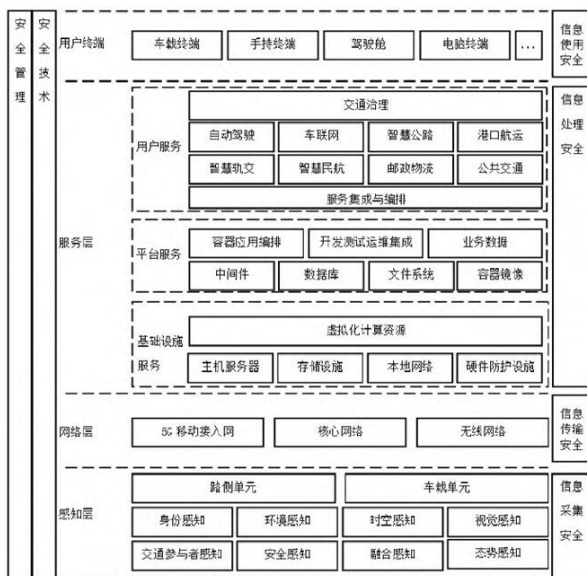 安全管理
安全技术
用户终端
车载终端
手持终端
驾驶舱
电脑终端
...
信息使用安全
服务层
用户服务
交通治理
自动驾驶
车联网
智慧公路
港口航运
智慧轨交
智慧民航
邮政物流
公共交通
服务集成与编排
平台服务
容器应用编排
开发测试运维集成
业务数据
中间件
数据库
文件系统
容器镜像
基础设施服务
虚拟化计算资源
主机服务器
存储设施
本地网络
硬件防护设施
信息处理安全
网络层
5G移动接入网
核心网络
无线网络
信息传输安全
感知层
路侧单元
车载单元
身份感知
环境感知
时空感知
视觉感知
交通参与者感知
安全感知
融合感知
态势感知
信息采集安全